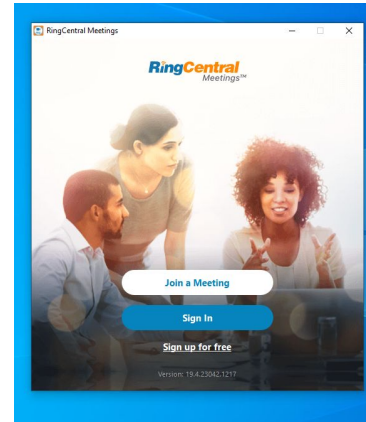 RingCentral Meetings
RingCentral
Meetings℠
Join a Meeting
Sign In
Sign up for free
Version: 19.4.23042.1217